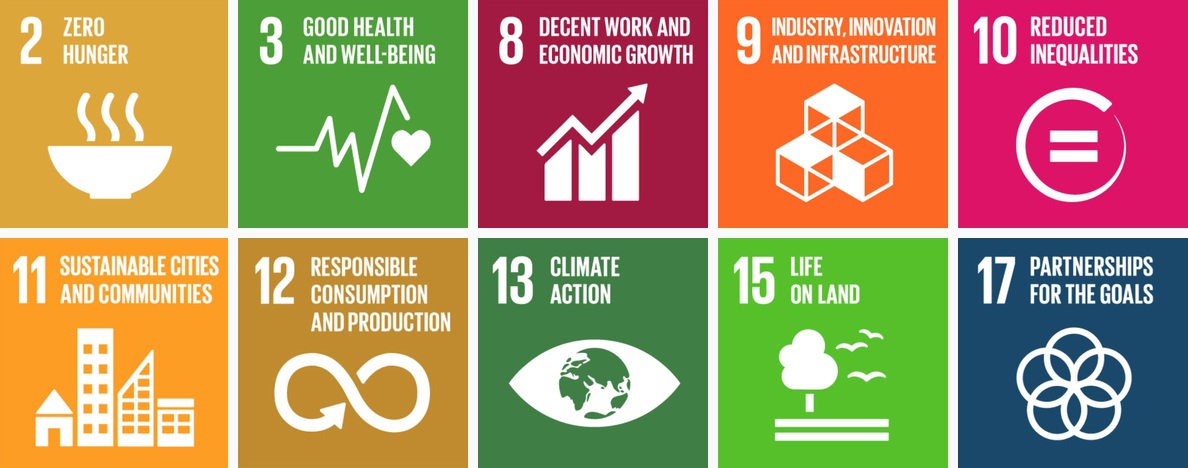 2 ZERO
HUNGER
3 GOOD HEALTH
AND WELL-BEING
8 DECENT WORK AND
ECONOMIC GROWTH
9 INDUSTRY, INNOVATION
AND INFRASTRUCTURE
10 REDUCED
INEQUALITIES
11 SUSTAINABLE CITIES
AND COMMUNITIES
12 RESPONSIBLE
CONSUMPTION
AND PRODUCTION
13 CLIMATE
ACTION
15 LIFE
ON LAND
17 PARTNERSHIPS
FOR THE GOALS